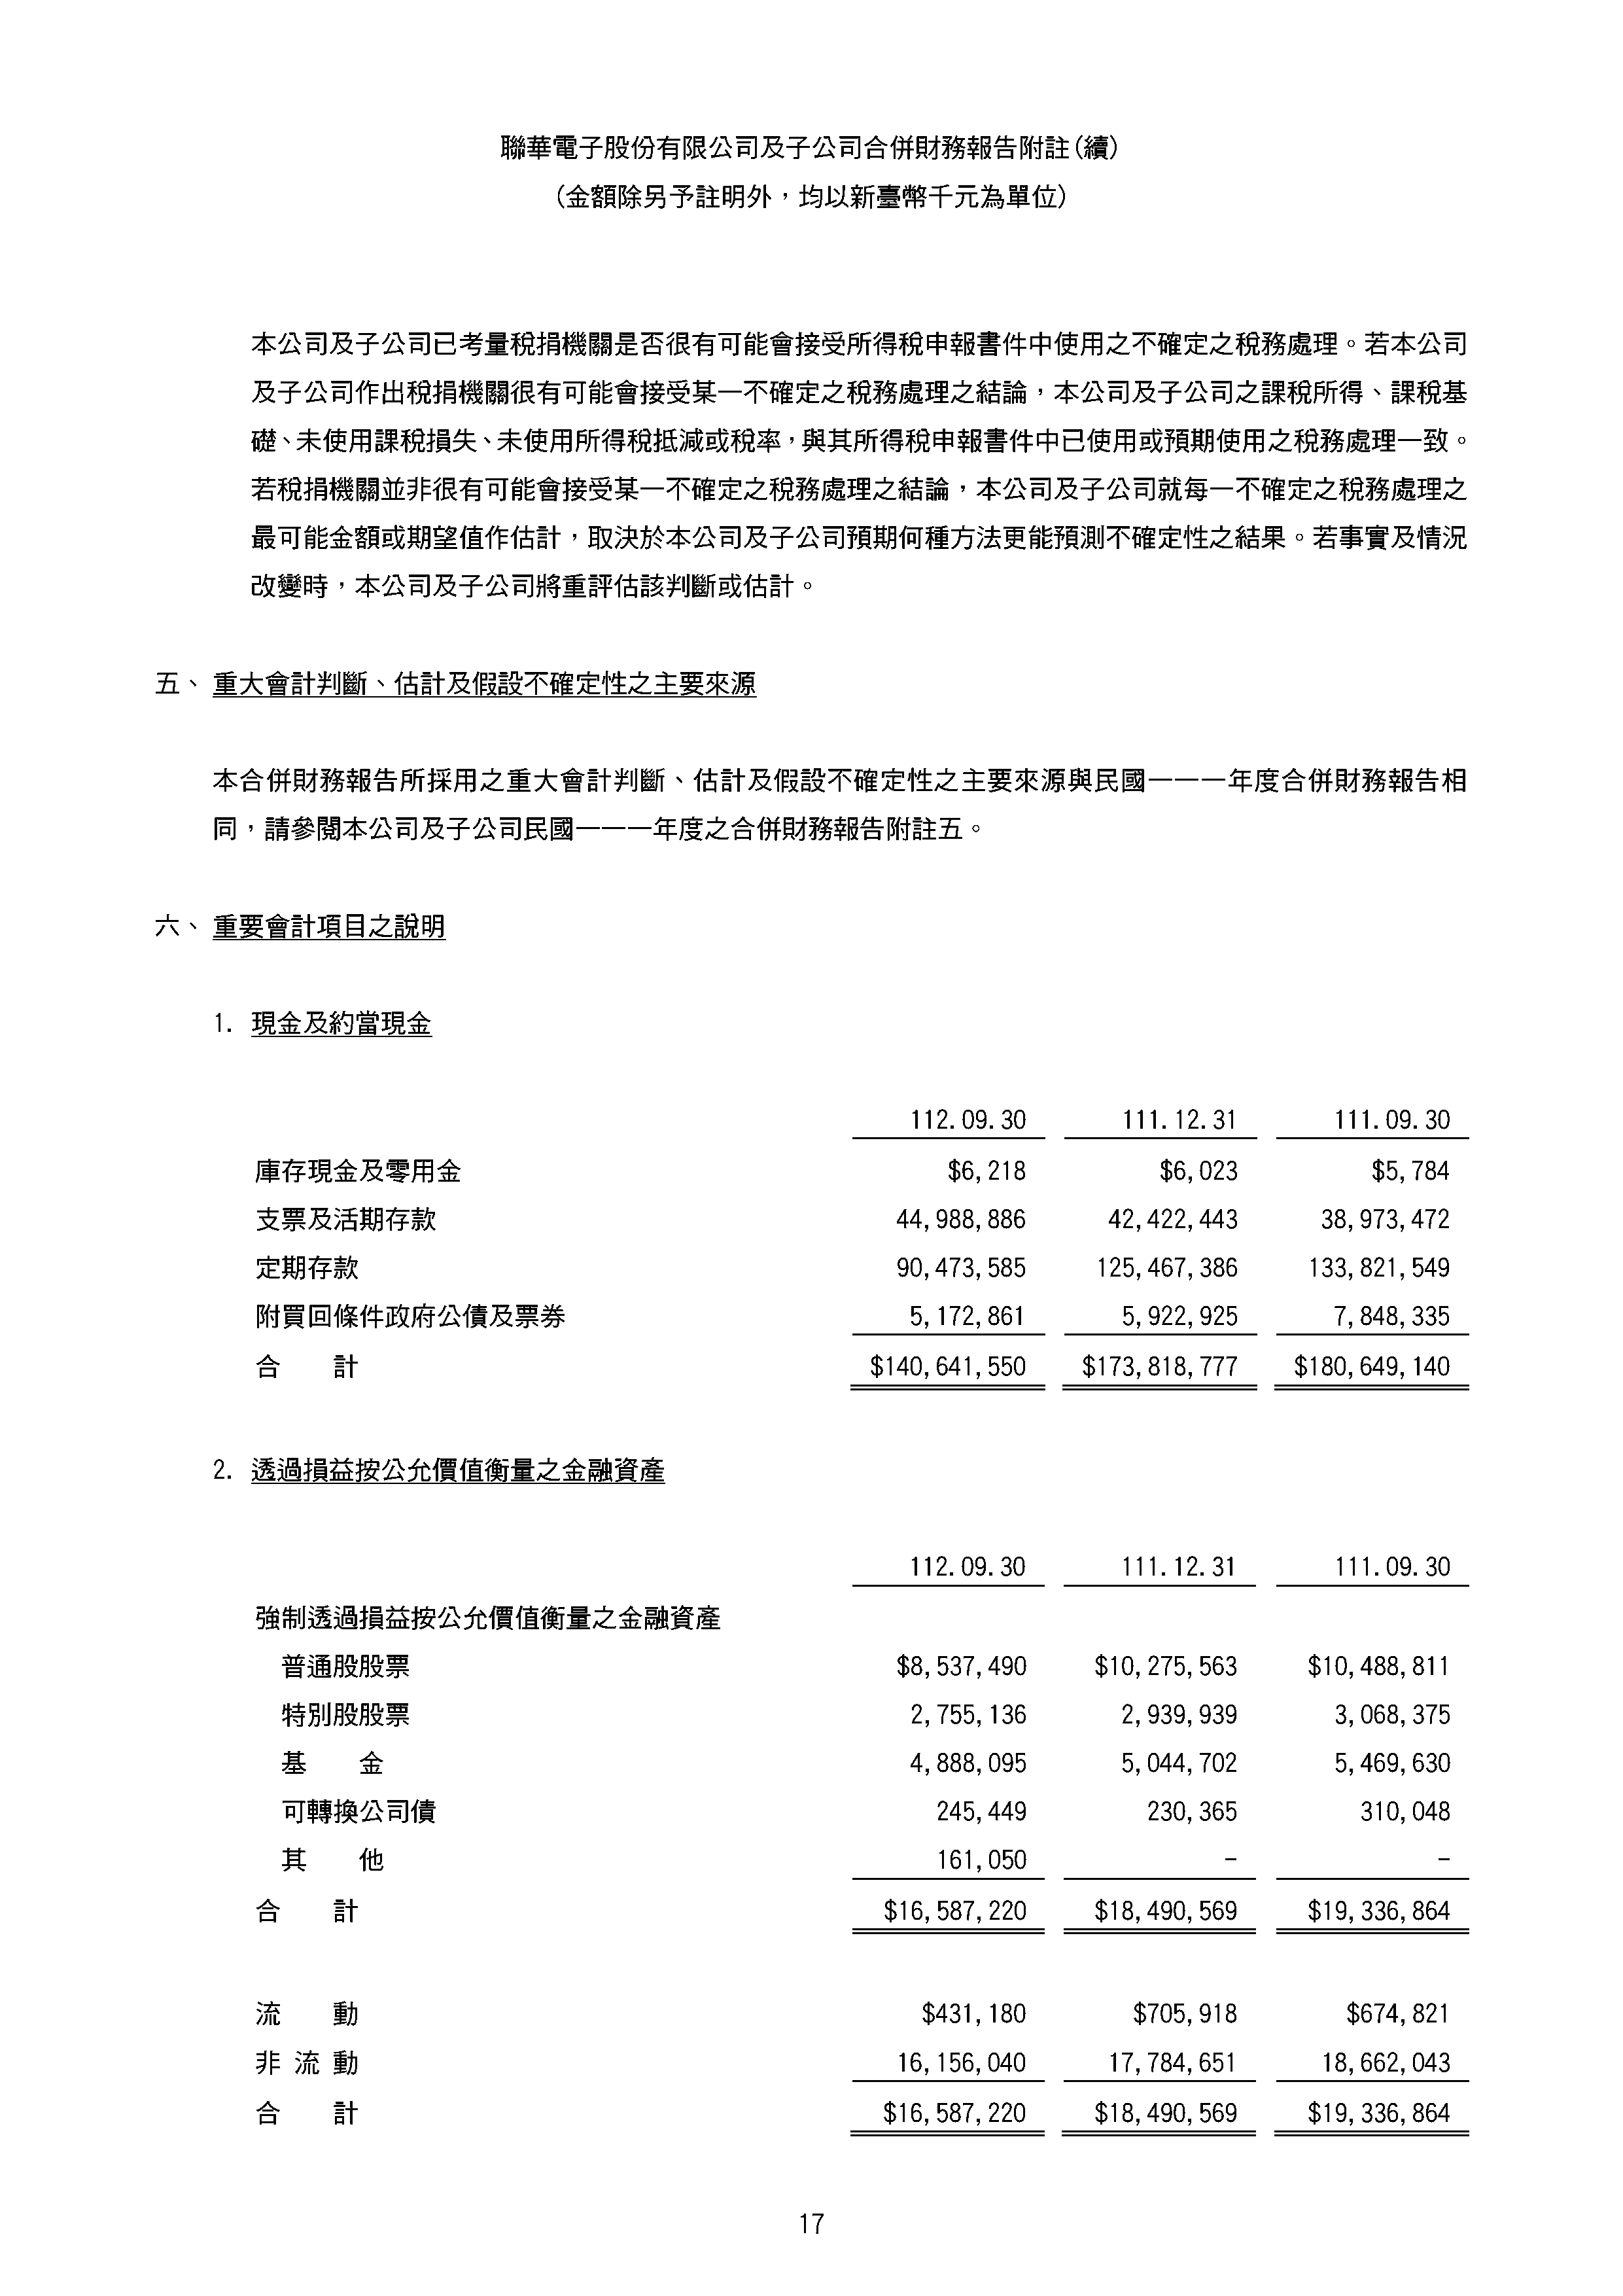 聯華電子股份有限公司及子公司合併財務報告附註(續)
(金額除另予註明外，均以新臺幣千元為單位)
本公司及子公司已考量稅捐機關是否很有可能會接受所得稅申報書件中使用之不確定之稅務處理。若本公司
及子公司作出稅捐機關很有可能會接受某一不確定之稅務處理之結論，本公司及子公司之課稅所得、課稅基
礎、未使用課稅損失、未使用所得稅抵減或稅率，與其所得稅申報書件中已使用或預期使用之稅務處理一致。
若稅捐機關並非很有可能會接受某一不確定之稅務處理之結論，本公司及子公司就每一不確定之稅務處理之
最可能金額或期望值作估計，取決於本公司及子公司預期何種方法更能預測不確定性之結果。若事實及情況
改變時，本公司及子公司將重評估該判斷或估計。
五、 重大會計判斷、估計及假設不確定性之主要來源
本合併財務報告所採用之重大會計判斷、估計及假設不確定性之主要來源與民國一一一年度合併財務報告相
同，請參閱本公司及子公司民國一一一年度之合併財務報告附註五。
六、 重要會計項目之說明
1. 現金及約當現金
112.09.30 111.12.31 111.09.30
庫存現金及零用金 $6,218 $6,023 $5,784
支票及活期存款 44,988,886 42,422,443 38,973,472
定期存款 90,473,585 125,467,386 133,821,549
附買回條件政府公債及票券 5,172,861 5,922,925 7,848,335
合 計 $140,641,550 $173,818,777 $180,649,140
2. 透過損益按公允價值衡量之金融資產
112.09.30 111.12.31 111.09.30
強制透過損益按公允價值衡量之金融資產
普通股股票 $8,537,490 $10,275,563 $10,488,811
特別股股票 2,755,136 2,939,939 3,068,375
基 金 4,888,095 5,044,702 5,469,630
可轉換公司債 245,449 230,365 310,048
其 他 161,050 - -
合 計 $16,587,220 $18,490,569 $19,336,864
流 動 $431,180 $705,918 $674,821
非 流 動 16,156,040 17,784,651 18,662,043
合 計 $16,587,220 $18,490,569 $19,336,864
17